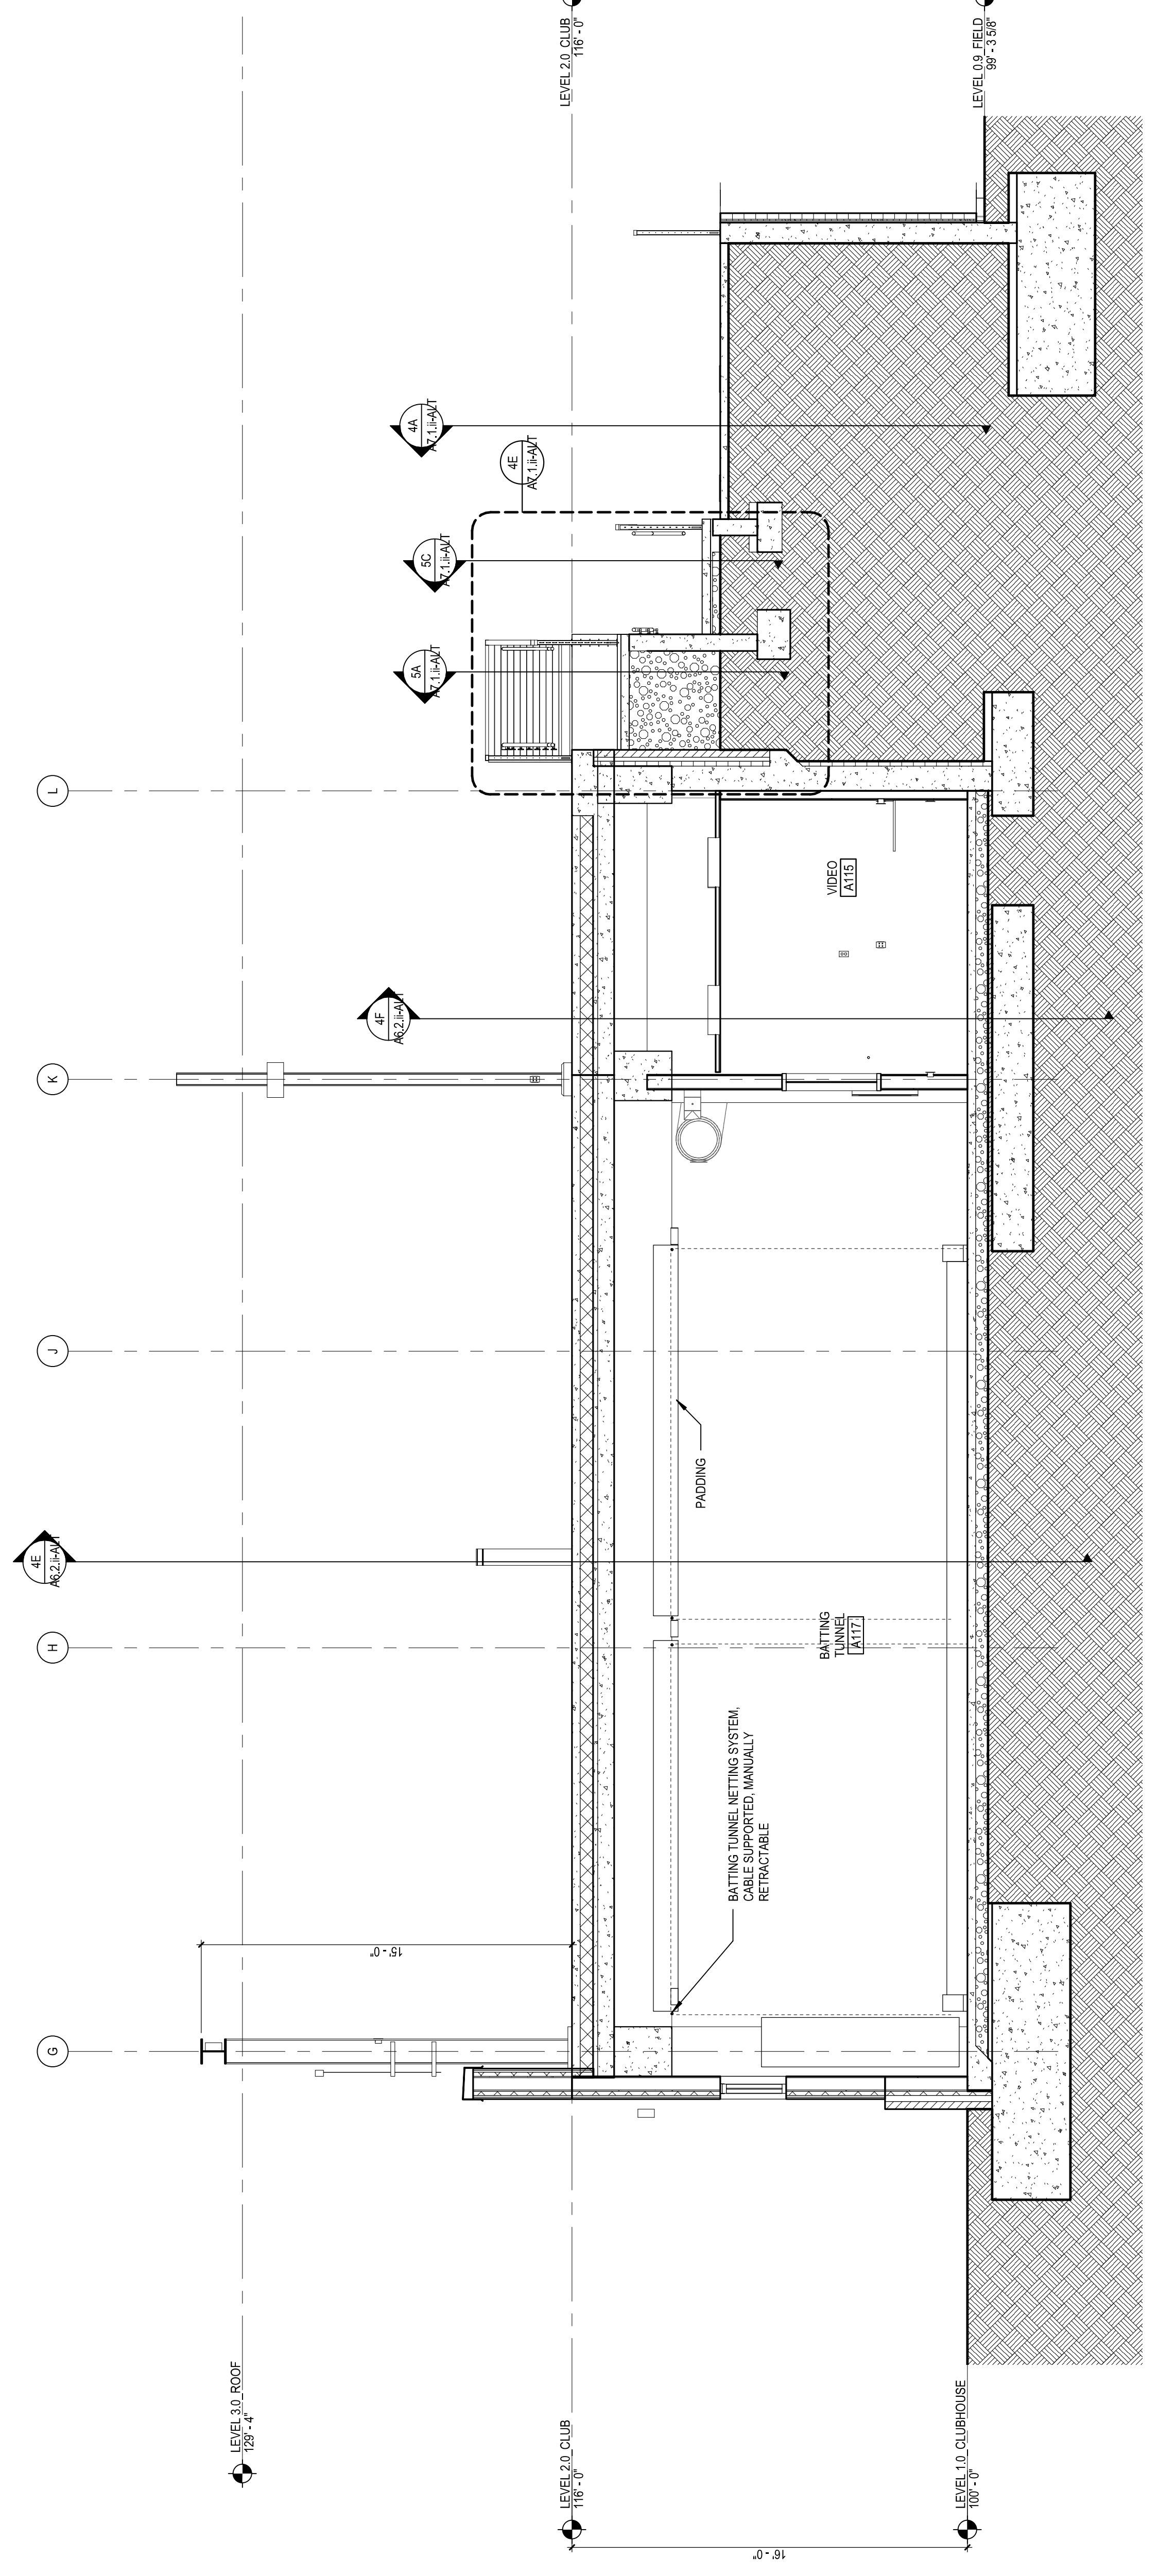 G
H
J
K
L
4E
A6.2.ii-ALT
4F
A6.2.ii-ALT
5A
A7.1.ii-ALT
5C
A7.1.ii-ALT
4A
A7.1.ii-ALT
4E
A7.1.ii-ALT
LEVEL 3.0_ROOF
129' - 4"
15' - 0"
LEVEL 2.0_CLUB
116' - 0"
LEVEL 2.0_CLUB
116' - 0"
BATTING TUNNEL NETTING SYSTEM,
CABLE SUPPORTED, MANUALLY
RETRACTABLE
PADDING
BATTING
TUNNEL
A117
VIDEO
A115
16' - 0"
LEVEL 1.0_CLUBHOUSE
100' - 0"
LEVEL 0.9_FIELD
99' - 3 5/8"